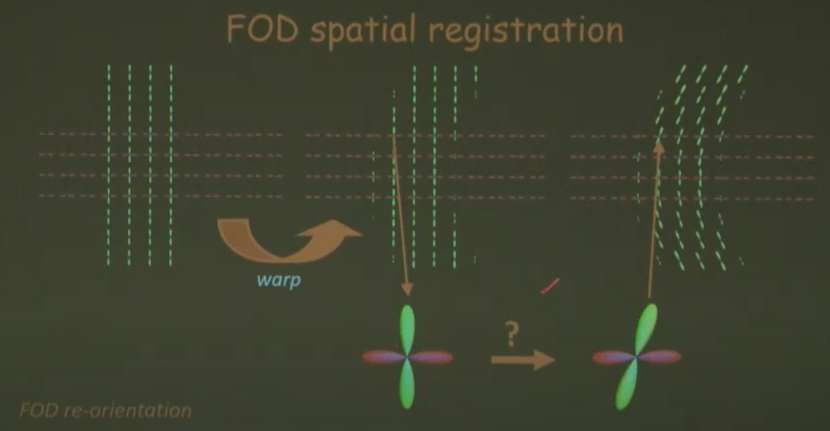 FOD spatial registration
warp
?
FOD re-orientation